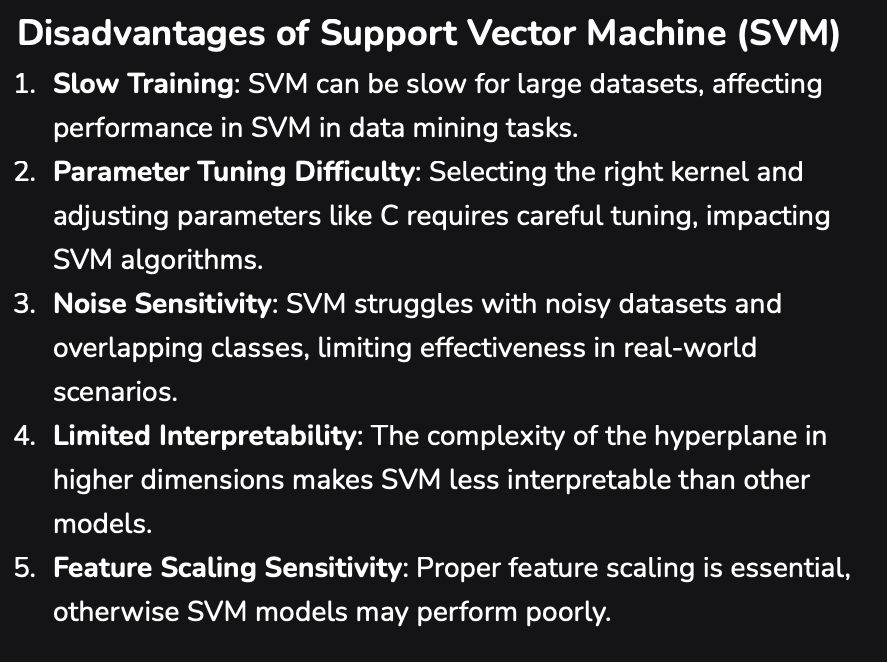 Disadvantages of Support Vector Machine (SVM)
1. Slow Training: SVM can be slow for large datasets, affecting
performance in SVM in data mining tasks.
2. Parameter Tuning Difficulty: Selecting the right kernel and
adjusting parameters like C requires careful tuning, impacting
SVM algorithms.
3. Noise Sensitivity: SVM struggles with noisy datasets and
overlapping classes, limiting effectiveness in real-world
scenarios.
4. Limited Interpretability: The complexity of the hyperplane in
higher dimensions makes SVM less interpretable than other
models.
5. Feature Scaling Sensitivity: Proper feature scaling is essential,
otherwise SVM models may perform poorly.